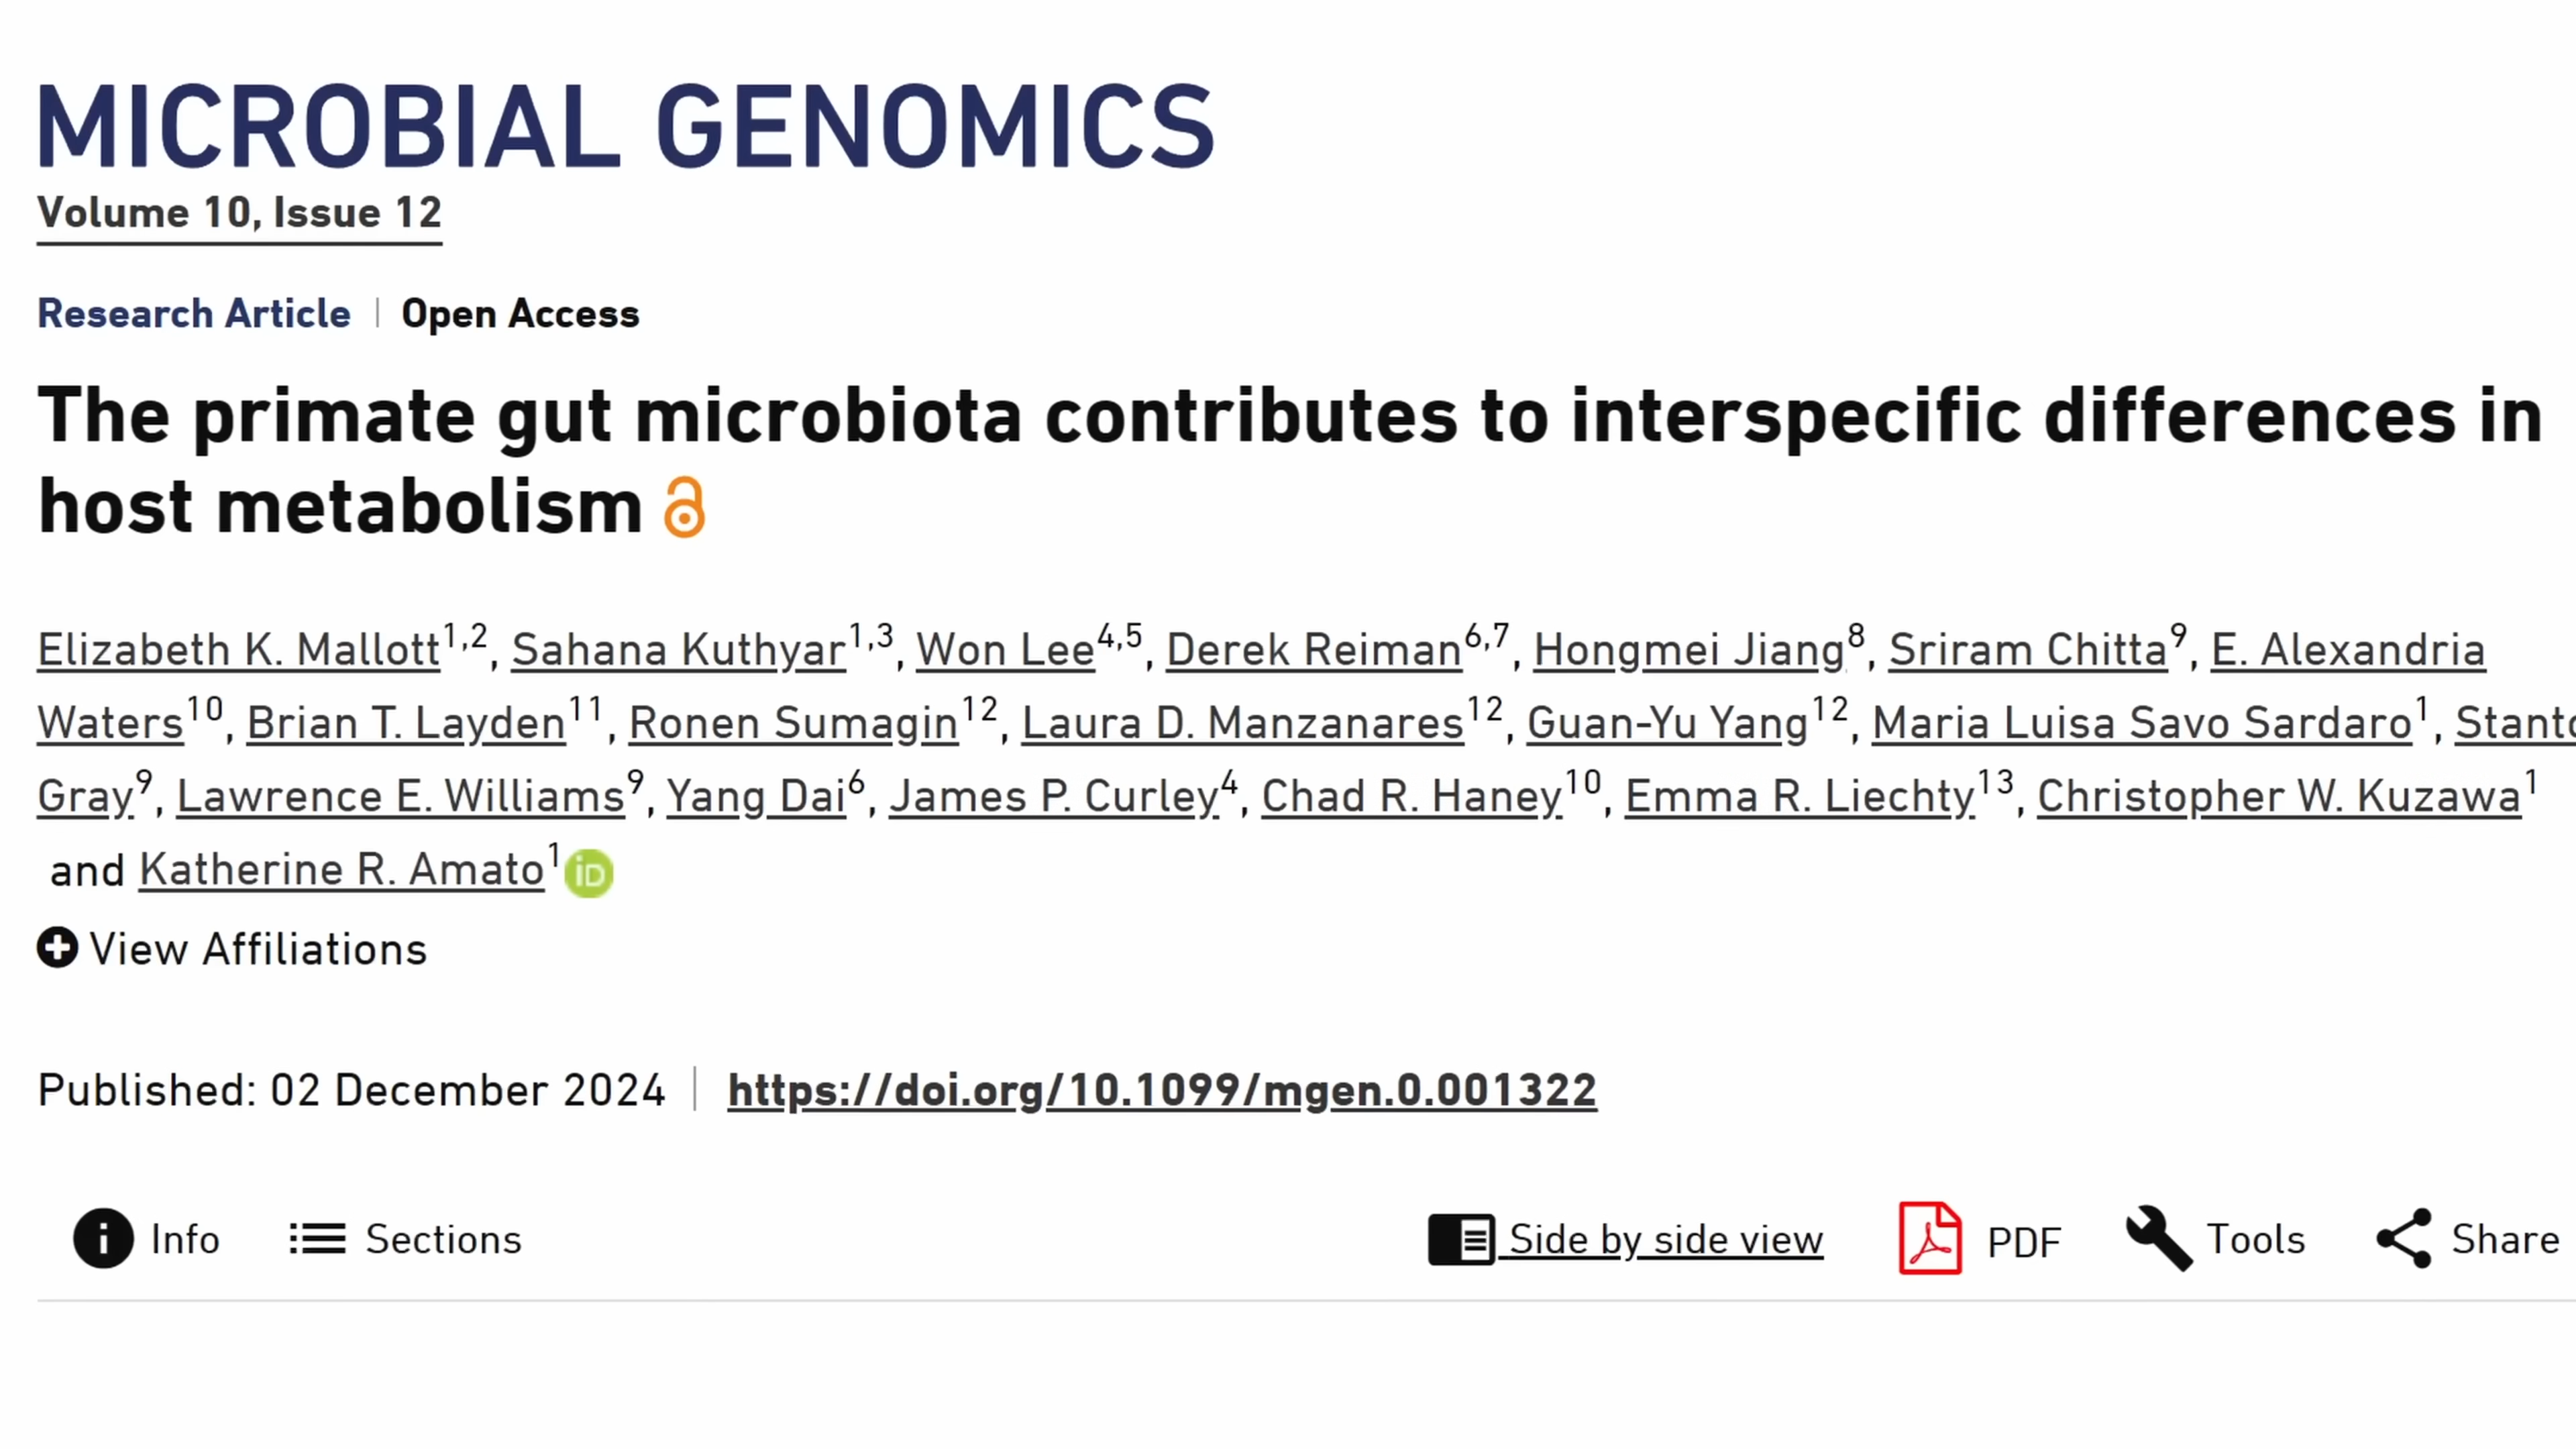 MICROBIAL GENOMICS
Volume 10, Issue 12
Research Article | Open Access
The primate gut microbiota contributes to interspecific differences in
host metabolism
Elizabeth K. Mallott1,2, Sahana Kuthyar1,3, Won Lee4,5, Derek Reiman6,7, Hongmei Jiang8, Sriram Chitta9, E. Alexandria
Waters10, Brian T. Layden11, Ronen Sumagin12, Laura D. Manzanares12, Guan-Yu Yang12, Maria Luisa Savo Sardaro1,
Gray9, Lawrence E. Williams9, Yang Dai6, James P. Curley4, Chad R. Haney10, Emma R. Liechty13, Christopher W. Kuzawa1
and Katherine R. Amato1 iD
View Affiliations
Published: 02 December 2024 | https://doi.org/10.1099/mgen.0.001322
Info Sections Side by side view PDF Tools Share